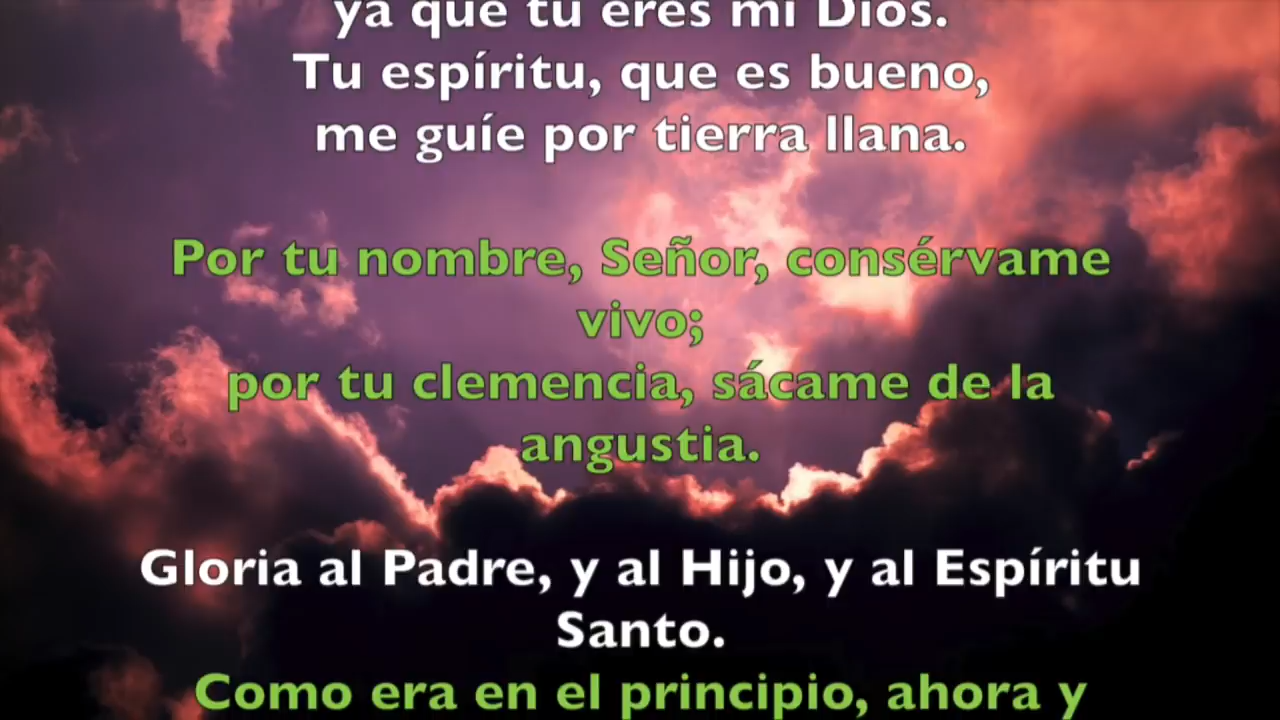 ya que tú eres mi Dios.
Tu espíritu, que es bueno,
me guíe por tierra llana.
Por tu nombre, Señor, consérvame
vivo;
por tu clemencia, sácame de la
angustia.
Gloria al Padre, y al Hijo, y al Espíritu
Santo.
Como era en el principio, ahora y